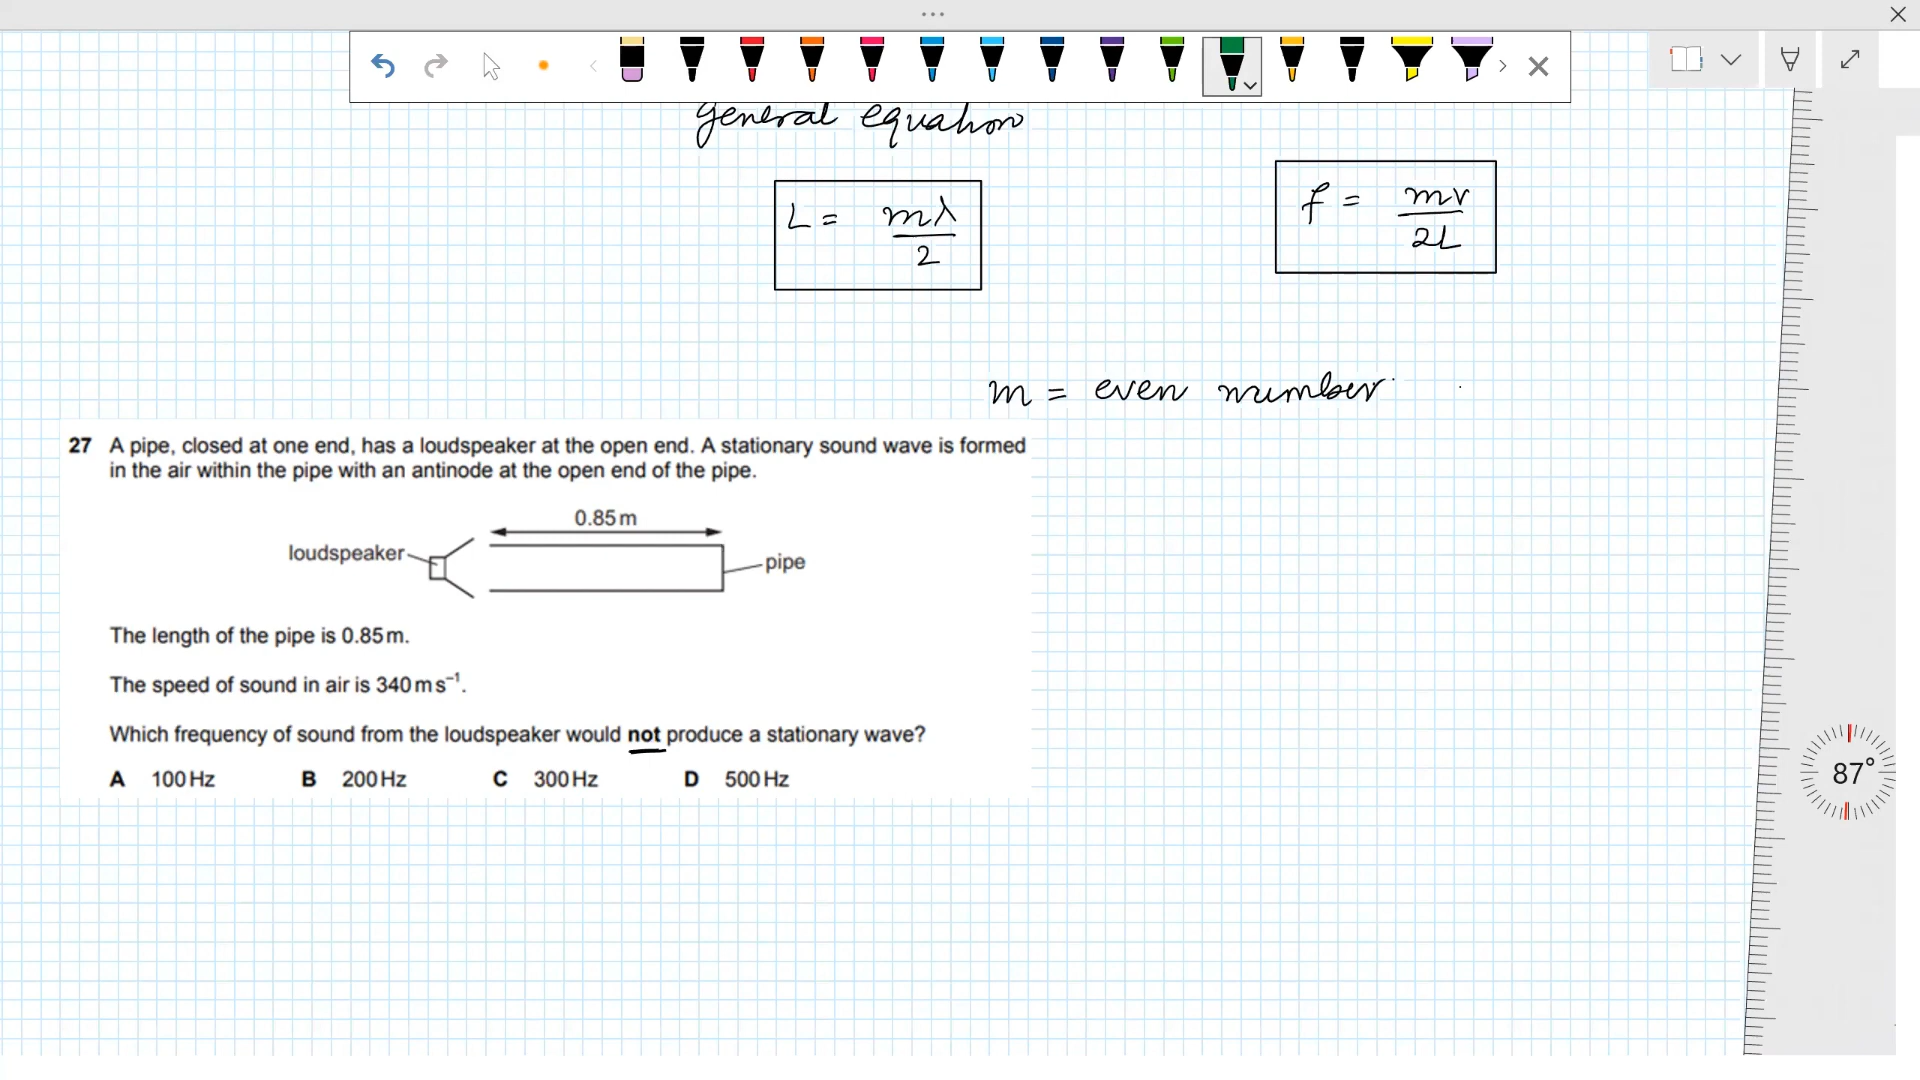 general equation
L = mλ/2
f = mv/2L
m = even number
27 A pipe, closed at one end, has a loudspeaker at the open end. A stationary sound wave is formed
in the air within the pipe with an antinode at the open end of the pipe.
0.85 m
loudspeaker
pipe
The length of the pipe is 0.85 m.
The speed of sound in air is 340 m s⁻¹.
Which frequency of sound from the loudspeaker would not produce a stationary wave?
A 100 Hz B 200 Hz C 300 Hz D 500 Hz
87°